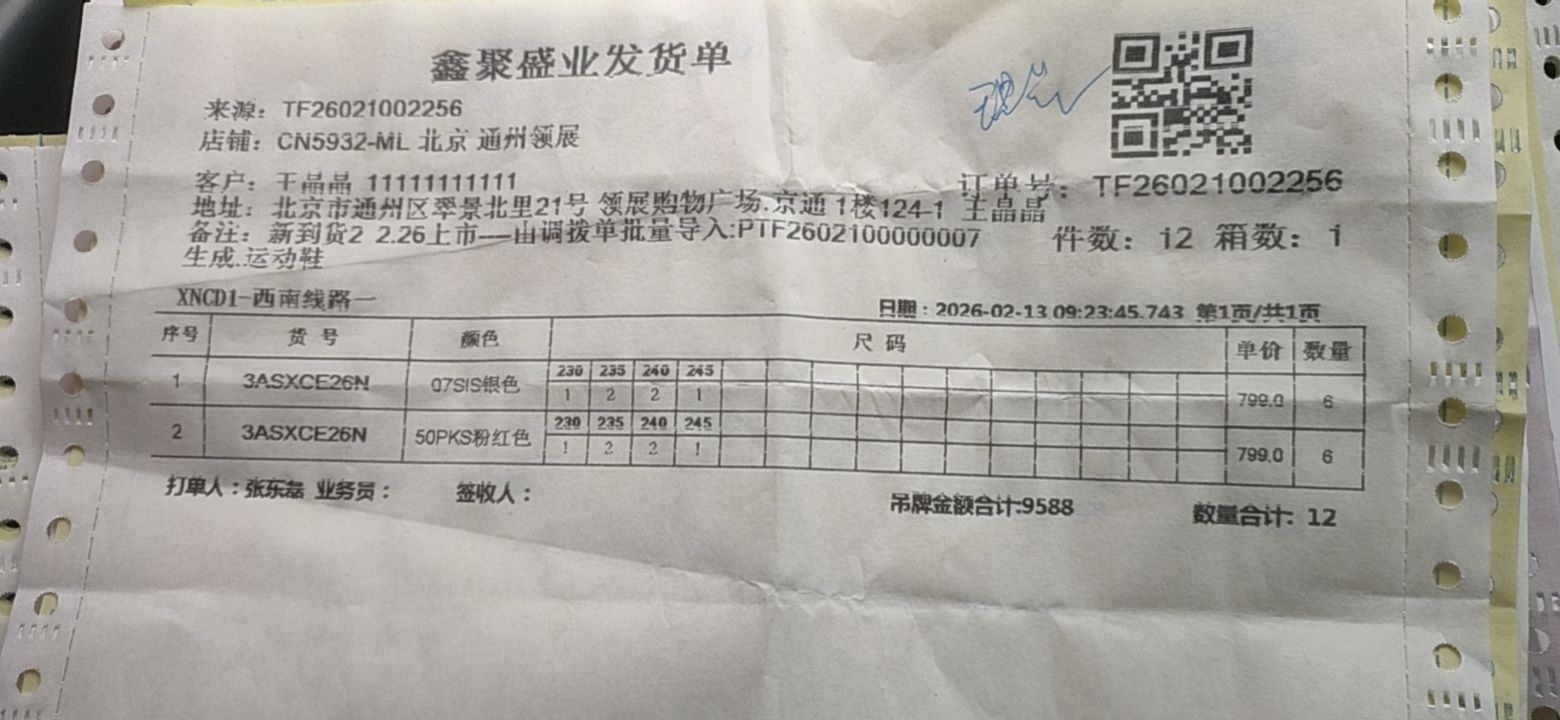 鑫聚盛业发货单
来源：TF26021002256
店铺：CN5932-ML 北京 通州领展
客户：王晶晶 11111111111
订单号：TF26021002256
地址：北京市通州区翠景北里21号 领展购物广场.京通 1楼124-1 王晶晶
备注：新到货2 2.26上市—由调拨单批量导入:PTF2602100000007
件数：12 箱数：1
生成.运动鞋
XNCD1-西南线路一
日期：2026-02-13 09:23:45.743 第1页/共1页
序号 货号 颜色 尺码 单价 数量
230 235 240 245
1 3ASXCE26N 07SIS银色 1 2 2 1 799.0 6
230 235 240 245
2 3ASXCE26N 50PKS粉红色 1 2 2 1 799.0 6
打单人：张东磊 业务员： 签收人： 吊牌金额合计:9588 数量合计: 12